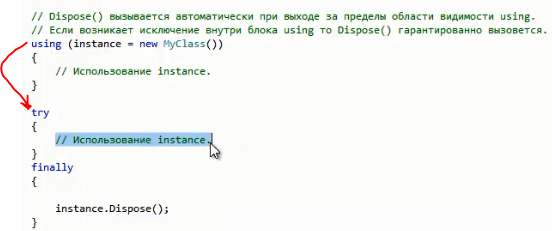 // Dispose() вызывается автоматически при выходе за пределы области видимости using.
// Если возникает исключение внутри блока using то Dispose() гарантированно вызовется.
using (instance = new MyClass())
{
// Использование instance.
}
try
{
// Использование instance.
}
finally
{
instance.Dispose();
}